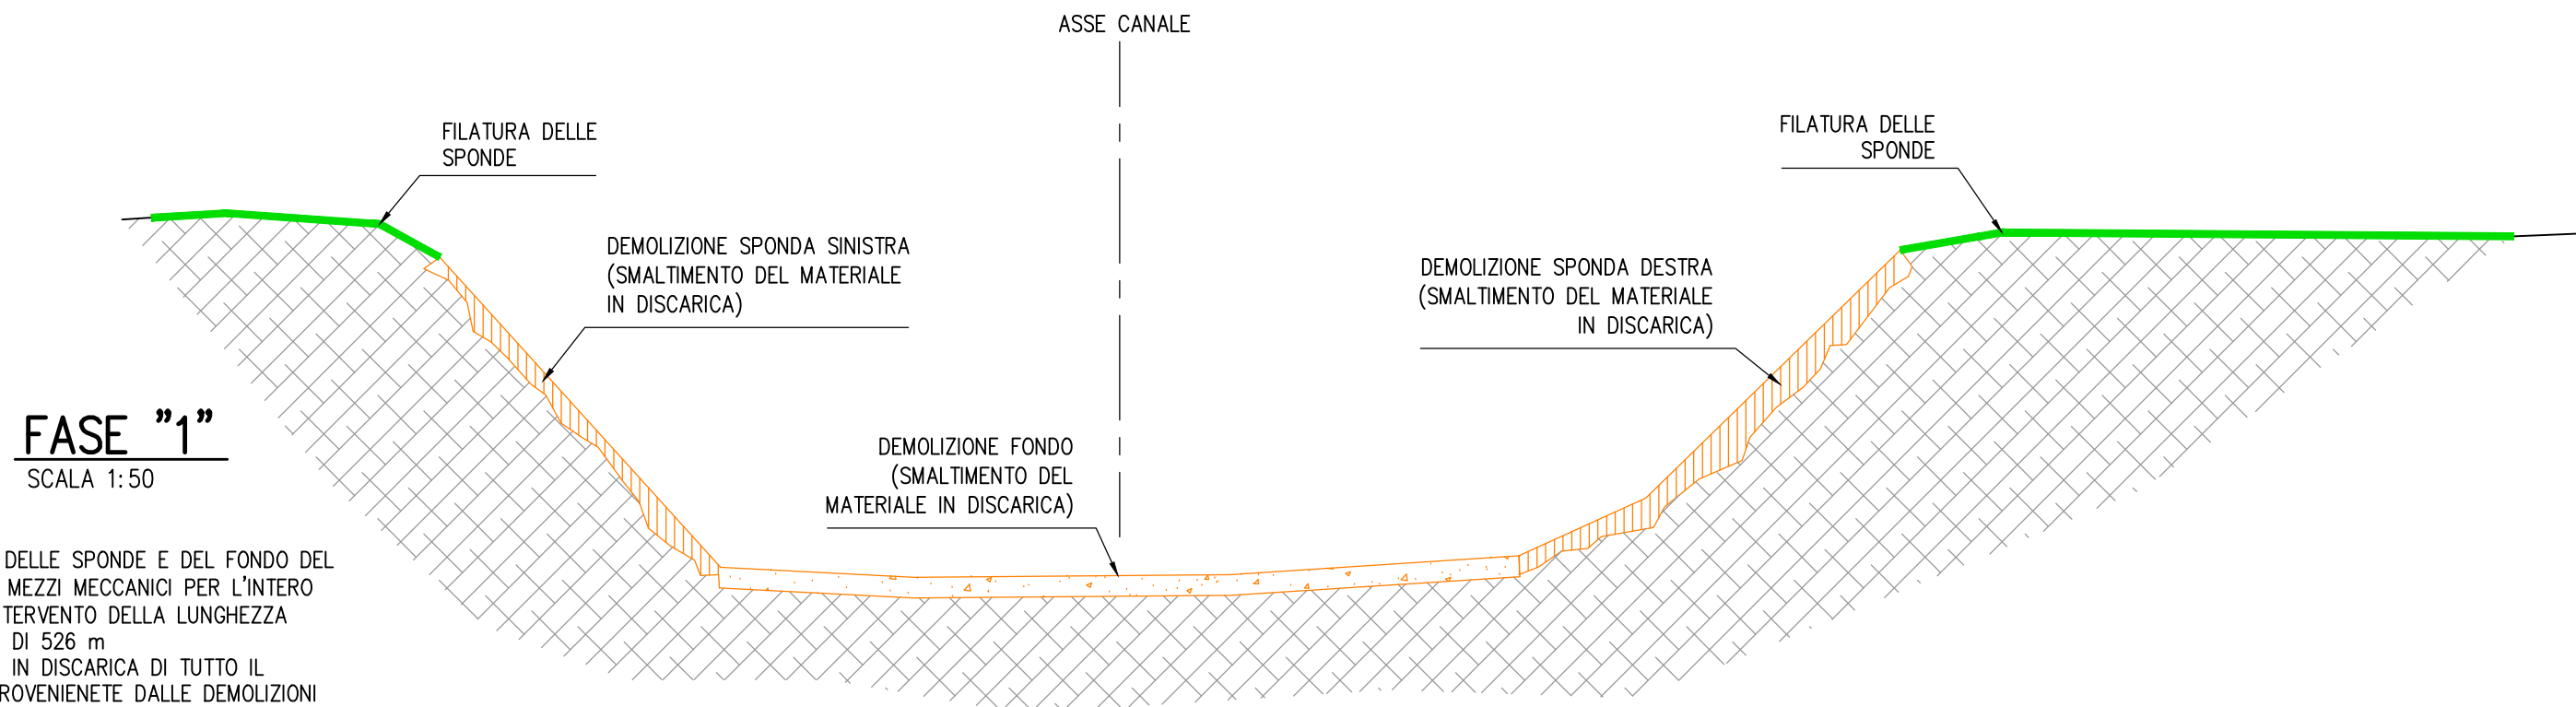 ASSE CANALE
FILATURA DELLE
SPONDE
FILATURA DELLE
SPONDE
DEMOLIZIONE SPONDA SINISTRA
(SMALTIMENTO DEL MATERIALE
IN DISCARICA)
DEMOLIZIONE SPONDA DESTRA
(SMALTIMENTO DEL MATERIALE
IN DISCARICA)
DEMOLIZIONE FONDO
(SMALTIMENTO DEL
MATERIALE IN DISCARICA)
FASE "1"
SCALA 1:50
DELLE SPONDE E DEL FONDO DEL
MEZZI MECCANICI PER L'INTERO
TERVENTO DELLA LUNGHEZZA
DI 526 m
IN DISCARICA DI TUTTO IL
ROVENIENETE DALLE DEMOLIZIONI